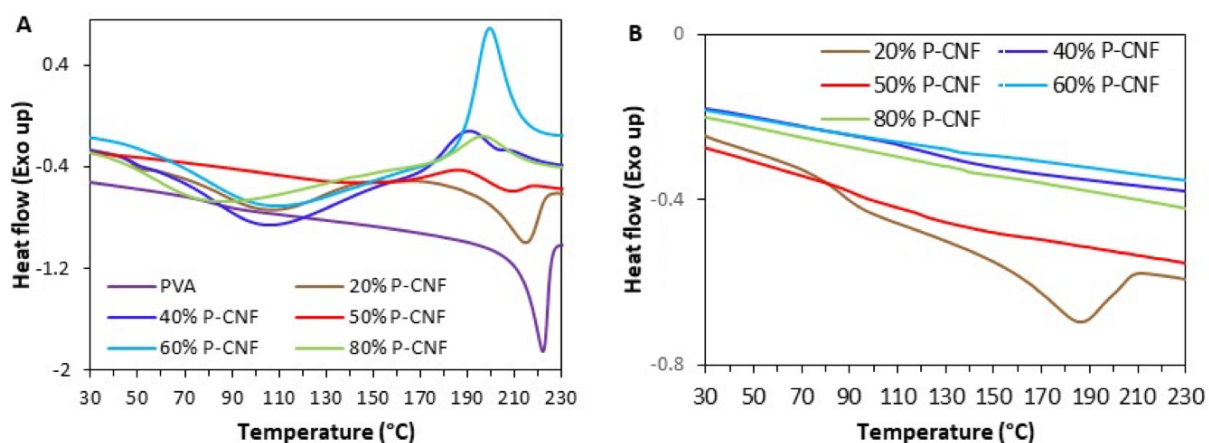 A
Heat flow (Exo up)
0.4
-0.4
-1.2
-2
PVA 20% P-CNF
40% P-CNF 50% P-CNF
60% P-CNF 80% P-CNF
30 50 70 90 110 130 150 170 190 210 230
Temperature (°C)
B
Heat flow (Exo up)
0
-0.4
-0.8
20% P-CNF 40% P-CNF
50% P-CNF 60% P-CNF
80% P-CNF
30 50 70 90 110 130 150 170 190 210 230
Temperature (°C)